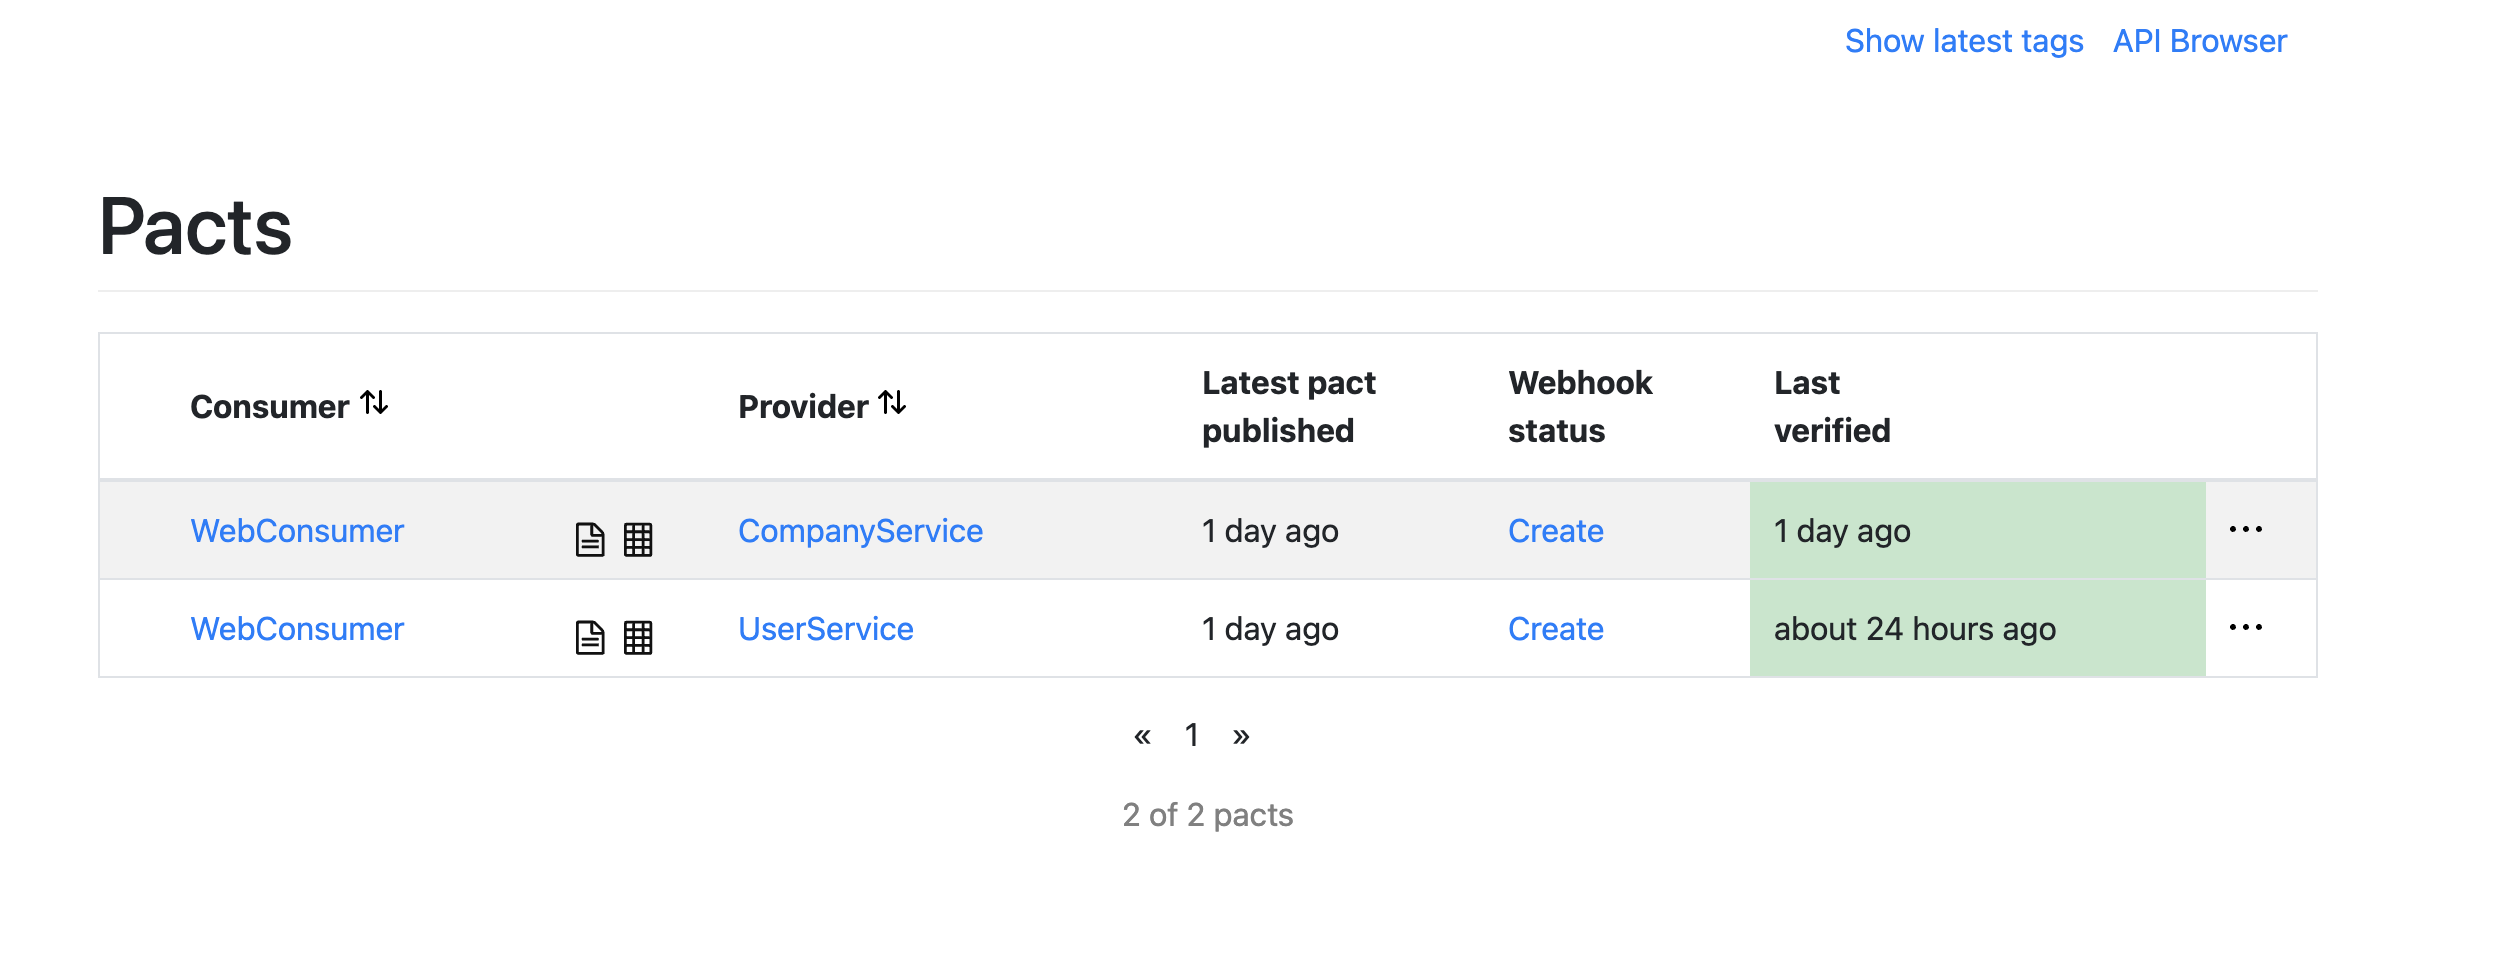 Show latest tags API Browser
Pacts
Consumer Provider Latest pact published Webhook status Last verified
WebConsumer CompanyService 1 day ago Create 1 day ago ...
WebConsumer UserService 1 day ago Create about 24 hours ago ...
« 1 »
2 of 2 pacts